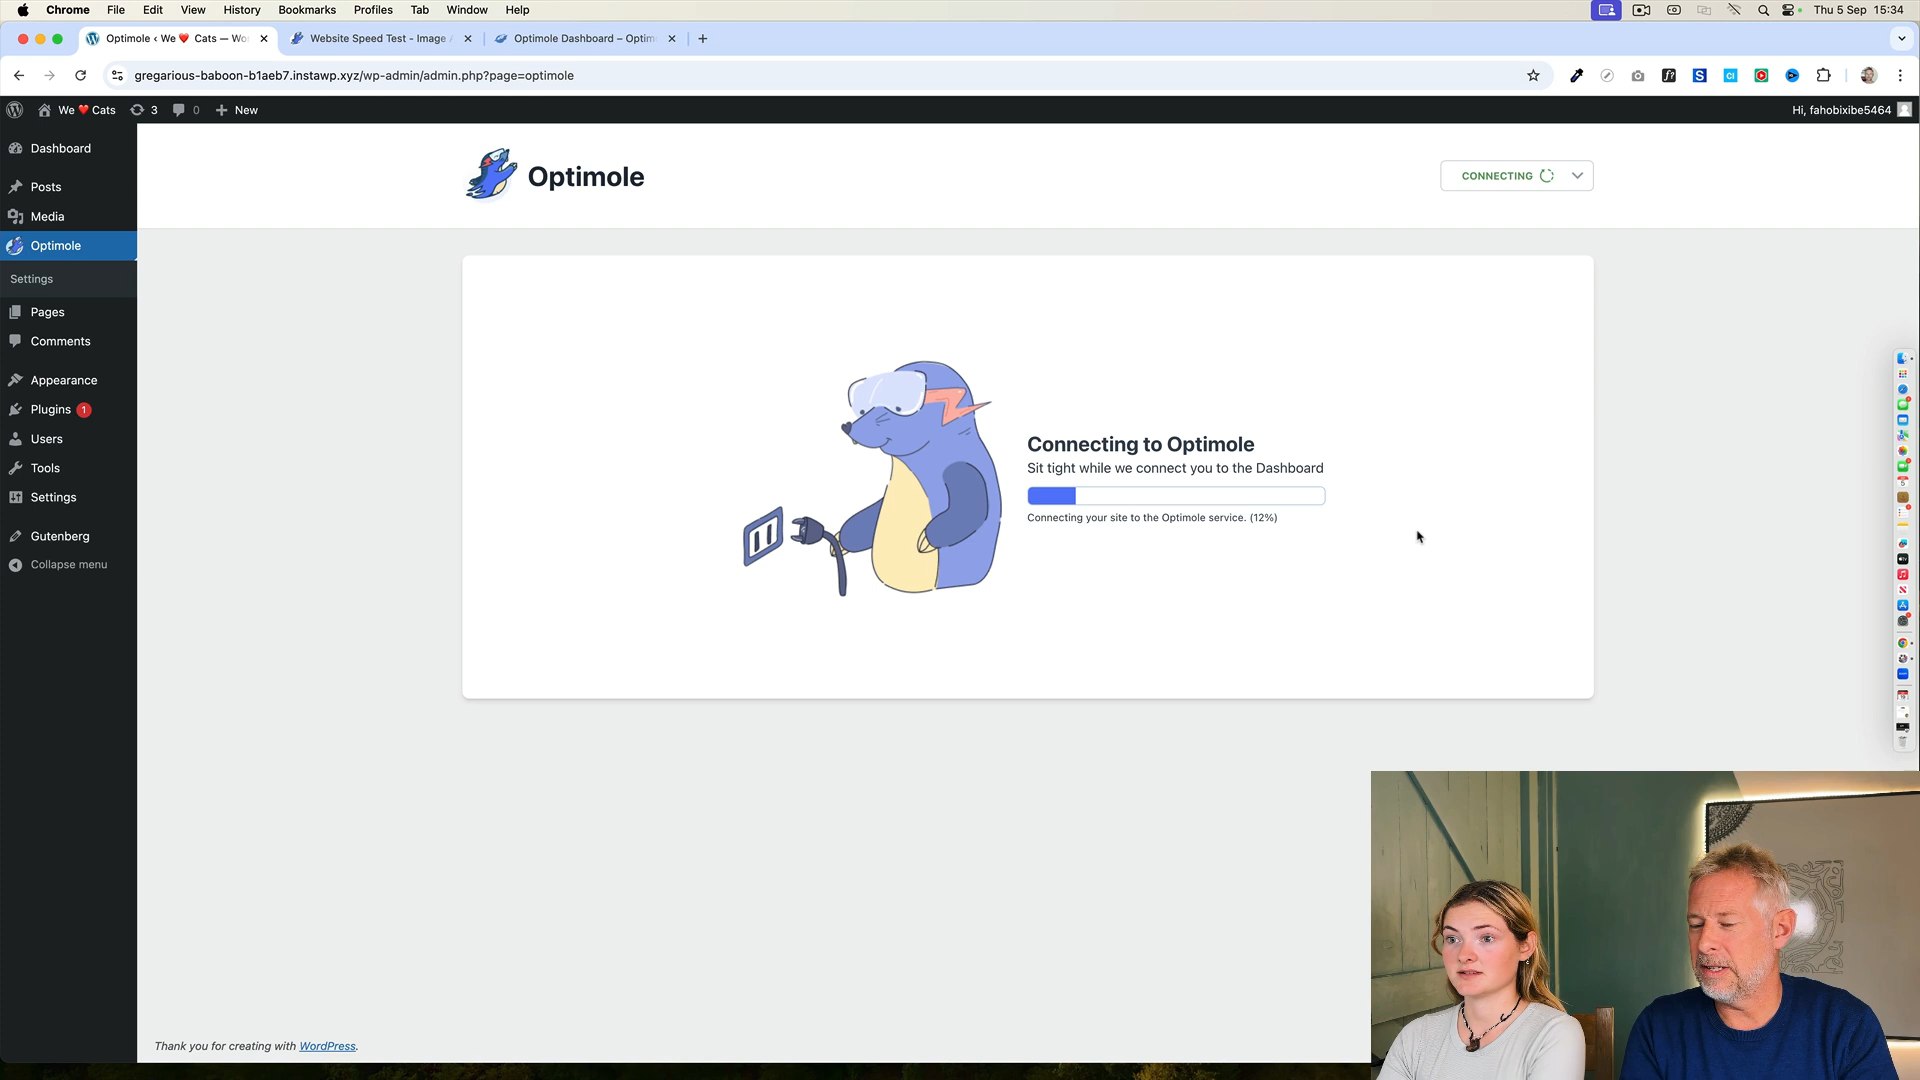 Chrome File Edit View History Bookmarks Profiles Tab Window Help Thu 5 Sep 15:34
Optimole ‹ We ❤ Cats — Wo Website Speed Test - Image Optimole Dashboard – Optim
gregarious-baboon-b1aeb7.instawp.xyz/wp-admin/admin.php?page=optimole
We ❤ Cats 3 0 New Hi, fahobixibe5464
Dashboard
Posts
Media
Optimole
Settings
Pages
Comments
Appearance
Plugins 1
Users
Tools
Settings
Gutenberg
Collapse menu
Optimole
CONNECTING
Connecting to Optimole
Sit tight while we connect you to the Dashboard
Connecting your site to the Optimole service. (12%)
Thank you for creating with WordPress.